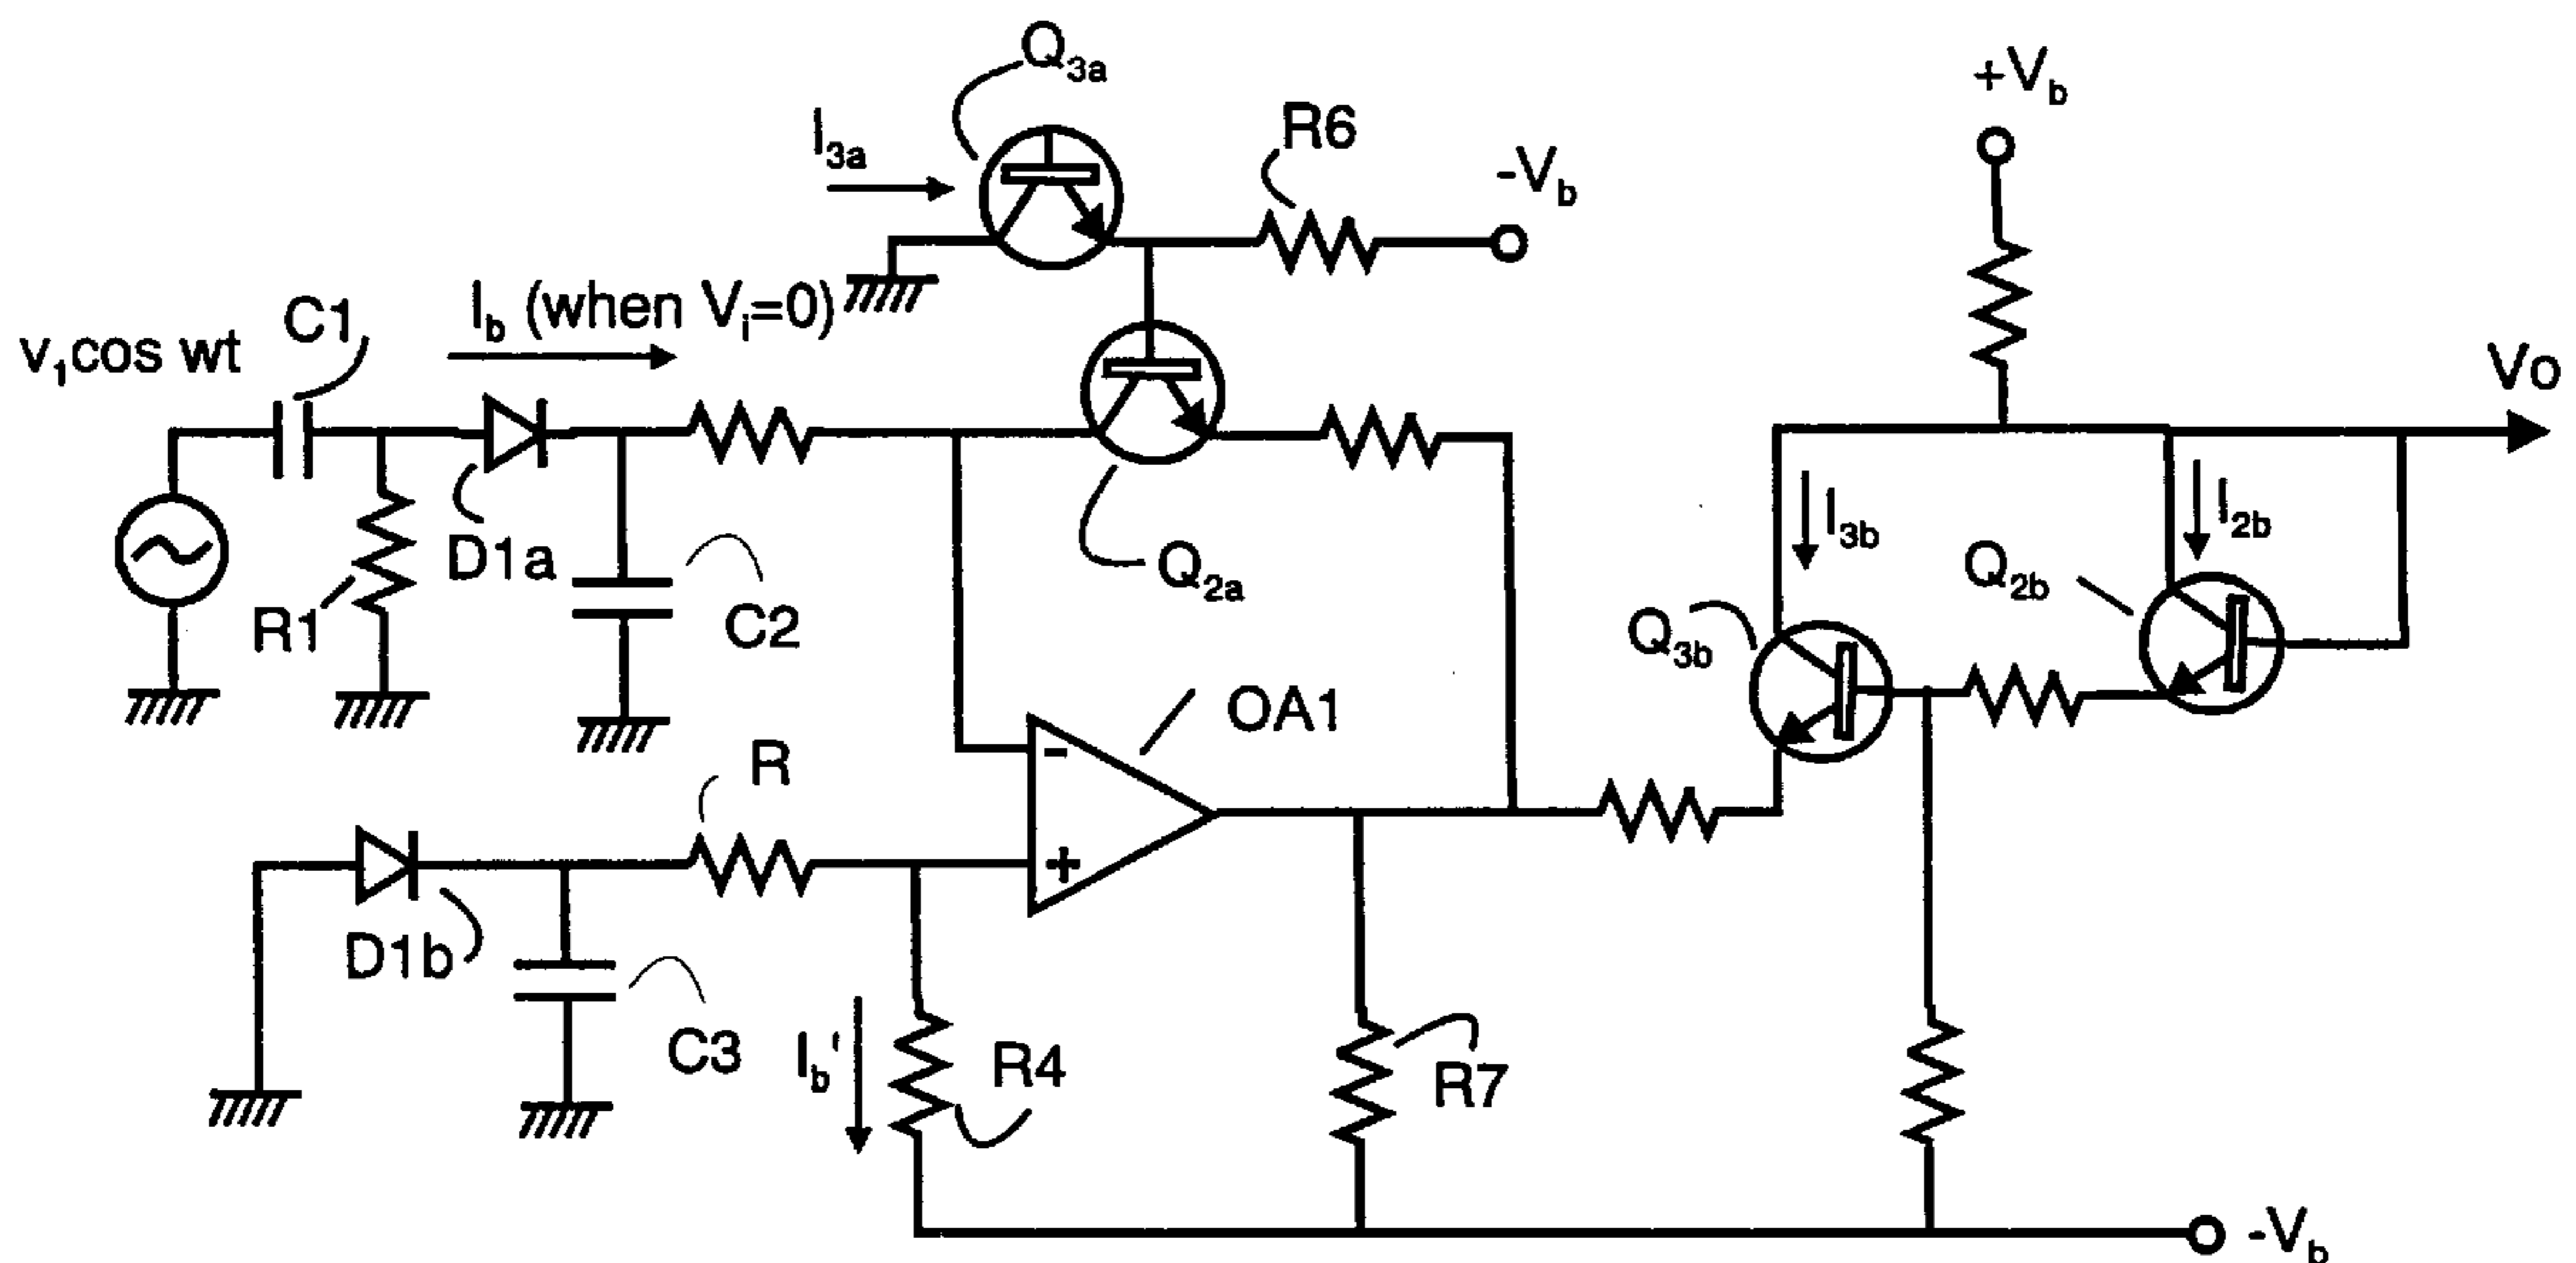 Q3a
+Vb
I3a
R6
-Vb
C1
Ib (when Vi=0)
v1cos wt
Vo
I3b
I2b
D1a
Q2a
Q2b
R1
C2
Q3b
OA1
R
-
+
D1b
C3
Ib'
R4
R7
-Vb